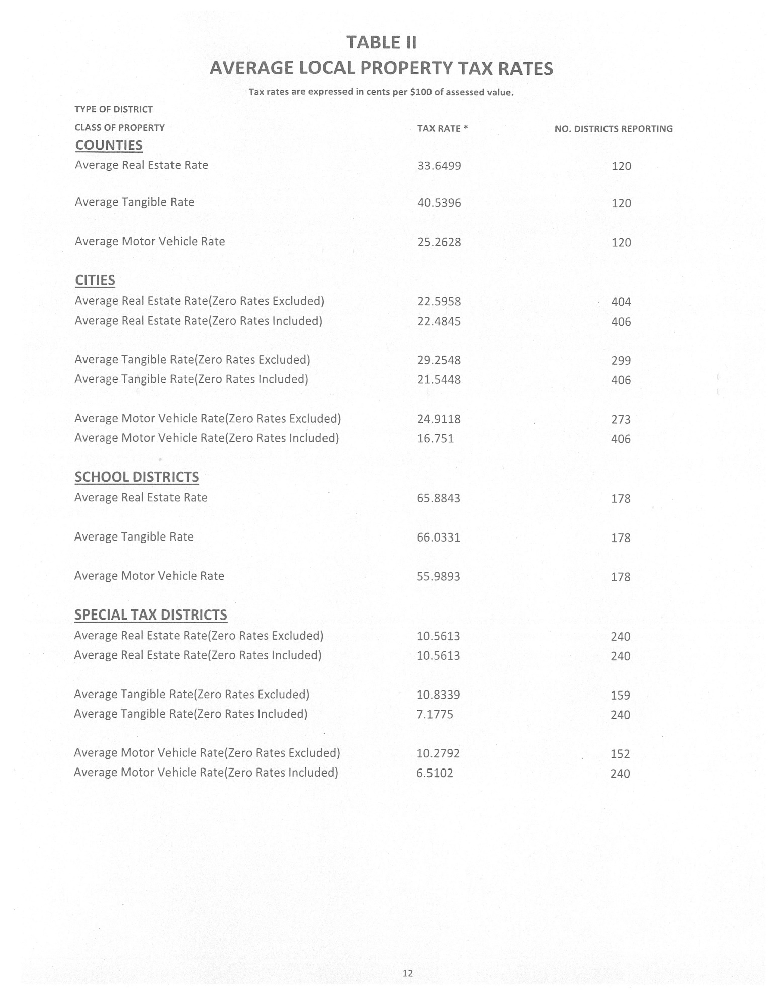 TABLE II
AVERAGE LOCAL PROPERTY TAX RATES
Tax rates are expressed in cents per $100 of assessed value.
TYPE OF DISTRICT
CLASS OF PROPERTY TAX RATE * NO. DISTRICTS REPORTING
COUNTIES
Average Real Estate Rate 33.6499 120
Average Tangible Rate 40.5396 120
Average Motor Vehicle Rate 25.2628 120
CITIES
Average Real Estate Rate(Zero Rates Excluded) 22.5958 404
Average Real Estate Rate(Zero Rates Included) 22.4845 406
Average Tangible Rate(Zero Rates Excluded) 29.2548 299
Average Tangible Rate(Zero Rates Included) 21.5448 406
Average Motor Vehicle Rate(Zero Rates Excluded) 24.9118 273
Average Motor Vehicle Rate(Zero Rates Included) 16.751 406
SCHOOL DISTRICTS
Average Real Estate Rate 65.8843 178
Average Tangible Rate 66.0331 178
Average Motor Vehicle Rate 55.9893 178
SPECIAL TAX DISTRICTS
Average Real Estate Rate(Zero Rates Excluded) 10.5613 240
Average Real Estate Rate(Zero Rates Included) 10.5613 240
Average Tangible Rate(Zero Rates Excluded) 10.8339 159
Average Tangible Rate(Zero Rates Included) 7.1775 240
Average Motor Vehicle Rate(Zero Rates Excluded) 10.2792 152
Average Motor Vehicle Rate(Zero Rates Included) 6.5102 240
12